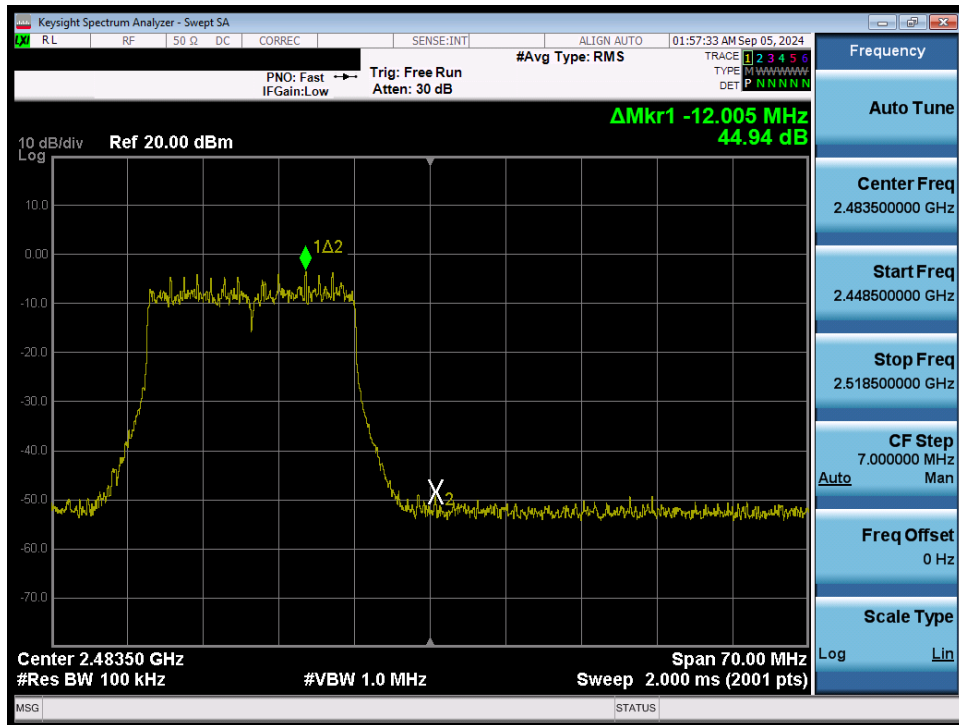 Keysight Spectrum Analyzer - Swept SA
LXI RL RF 50 Ω DC CORREC SENSE:INT ALIGN AUTO 01:57:33 AM Sep 05, 2024
#Avg Type: RMS
TRACE 1 2 3 4 5 6
PNO: Fast Trig: Free Run
TYPE M WWWWW
IFGain:Low Atten: 30 dB
DET P N N N N N
ΔMkr1 -12.005 MHz
44.94 dB
10 dB/div Ref 20.00 dBm
Log
10.0
0.00
-10.0
-20.0
-30.0
-40.0
-50.0
-60.0
-70.0
1Δ2
X2
Center 2.48350 GHz Span 70.00 MHz
#Res BW 100 kHz #VBW 1.0 MHz Sweep 2.000 ms (2001 pts)
MSG STATUS
Frequency
Auto Tune
Center Freq
2.483500000 GHz
Start Freq
2.448500000 GHz
Stop Freq
2.518500000 GHz
CF Step
7.000000 MHz
Auto Man
Freq Offset
0 Hz
Scale Type
Log Lin